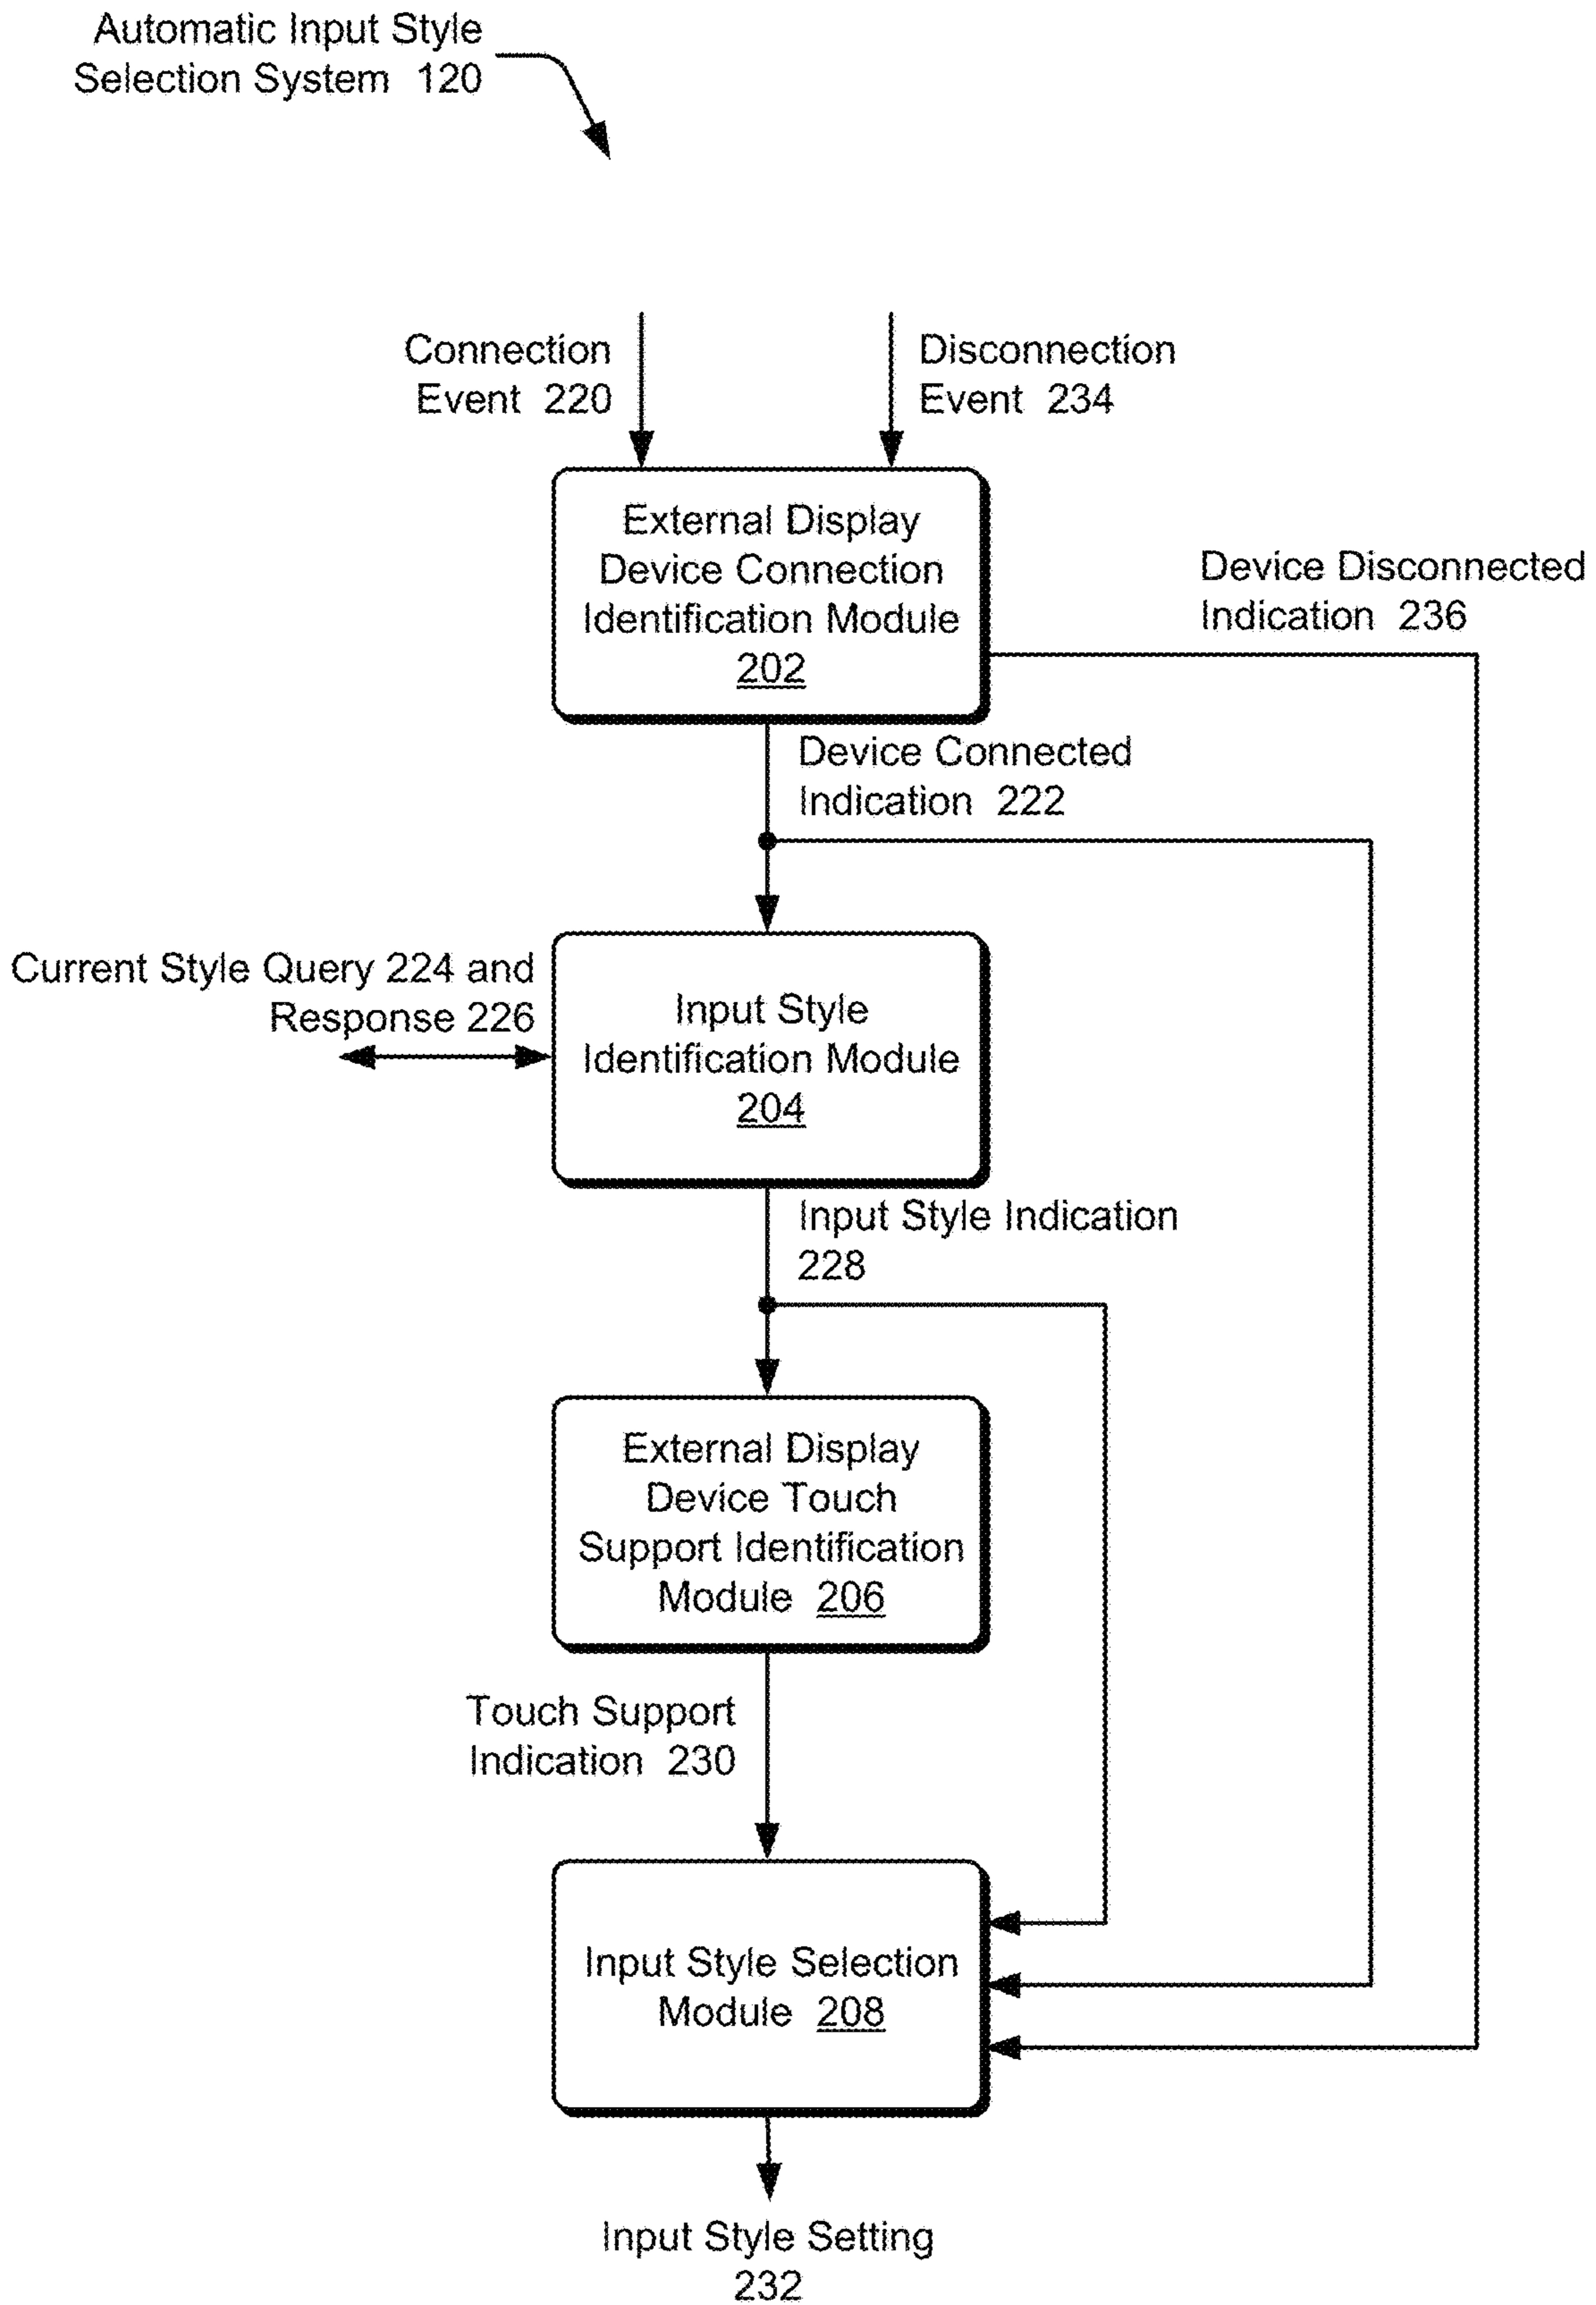 Automatic Input Style
Selection System 120
Connection
Event 220
Disconnection
Event 234
External Display
Device Connection
Identification Module
202
Device Disconnected
Indication 236
Device Connected
Indication 222
Current Style Query 224 and
Response 226
Input Style
Identification Module
204
Input Style Indication
228
External Display
Device Touch
Support Identification
Module 206
Touch Support
Indication 230
Input Style Selection
Module 208
Input Style Setting
232